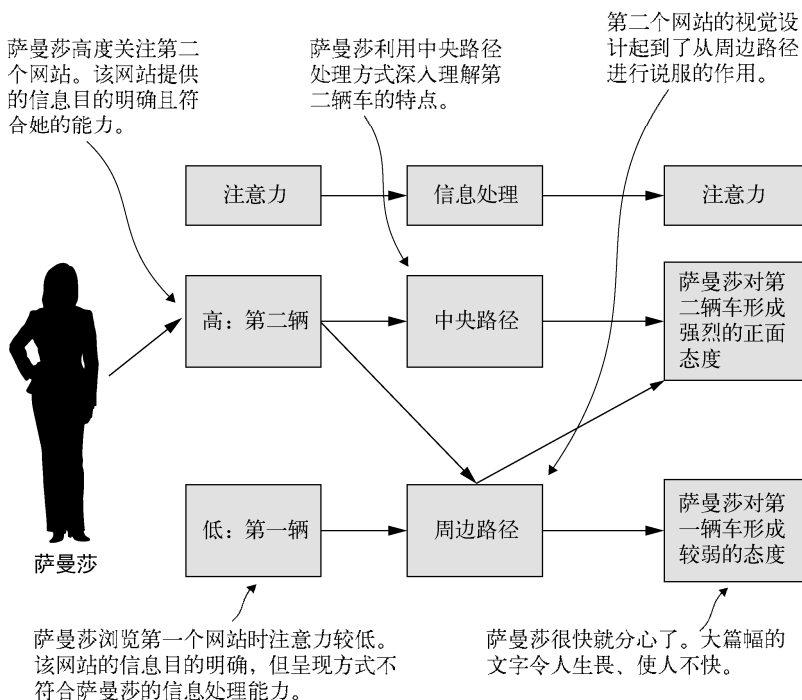 萨曼莎高度关注第二
个网站。该网站提供
的信息目的明确且符
合她的能力。
萨曼莎利用中央路径
处理方式深入理解第
二辆车的特点。
第二个网站的视觉设
计起到了从周边路径
进行说服的作用。
注意力
信息处理
注意力
高：第二辆
中央路径
萨曼莎对第
二辆车形成
强烈的正面
态度
低：第一辆
周边路径
萨曼莎对第
一辆车形成
较弱的态度
萨曼莎
萨曼莎浏览第一个网站时注意力较低。
该网站的信息目的明确，但呈现方式不
符合萨曼莎的信息处理能力。
萨曼莎很快就分心了。大篇幅的
文字令人生畏、使人不快。